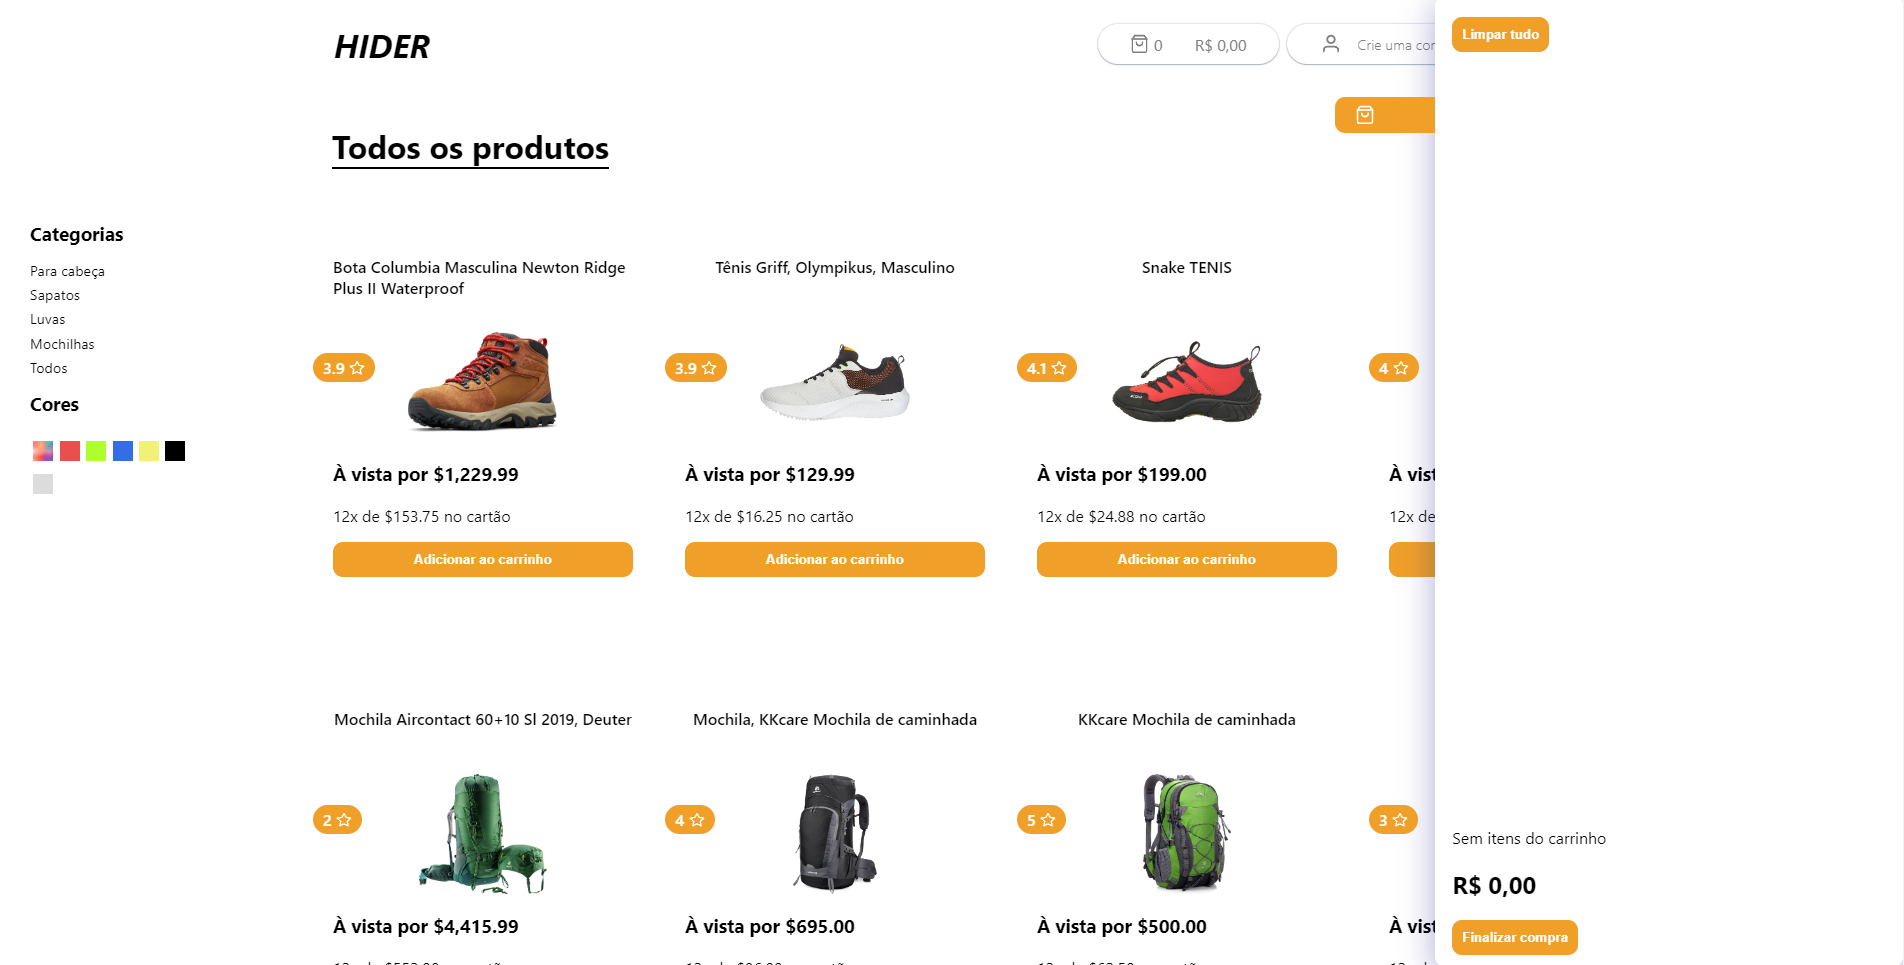 HIDER
0 R$ 0,00
Crie uma con
Limpar tudo
Todos os produtos
Categorias
Para cabeça
Sapatos
Luvas
Mochilhas
Todos
Cores
Bota Columbia Masculina Newton Ridge
Plus II Waterproof
3.9
À vista por $1,229.99
12x de $153.75 no cartão
Adicionar ao carrinho
Tênis Griff, Olympikus, Masculino
3.9
À vista por $129.99
12x de $16.25 no cartão
Adicionar ao carrinho
Snake TENIS
4.1
À vista por $199.00
12x de $24.88 no cartão
Adicionar ao carrinho
4
À vist
12x de
Mochila Aircontact 60+10 Sl 2019, Deuter
2
À vista por $4,415.99
Mochila, KKcare Mochila de caminhada
4
À vista por $695.00
KKcare Mochila de caminhada
5
À vista por $500.00
3
À vist
Sem itens do carrinho
R$ 0,00
Finalizar compra